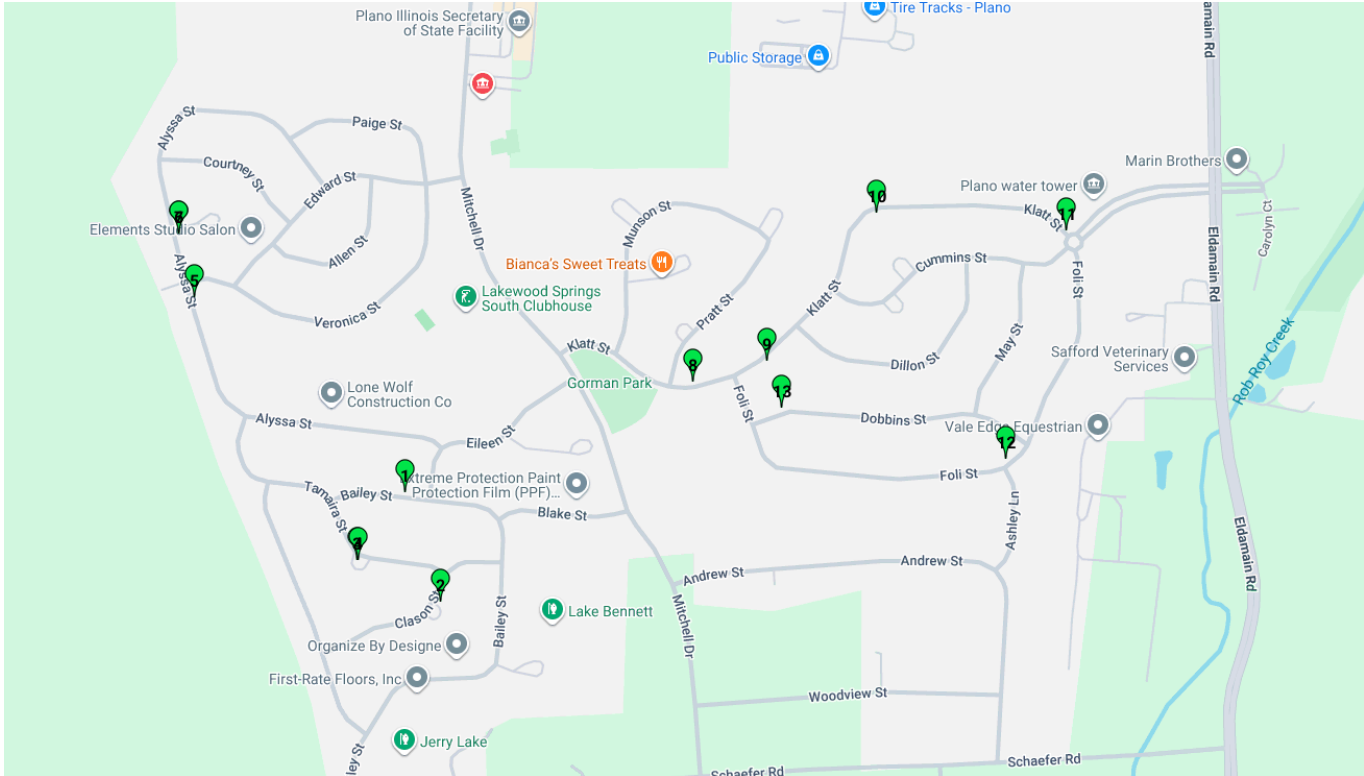 Plano Illinois Secretary
of State Facility
Tire Tracks - Plano
Public Storage
Eldamain Rd
Alyssa St
Paige St
Courtney St
Edward St
Marin Brothers
Plano water tower
Mitchell Dr
Munson St
10
11
Klatt St
Carolyn Ct
Elements Studio Salon
Allen St
Eldamain Rd
Bianca's Sweet Treats
Cummins St
Foli St
Alyssa St
5
Lakewood Springs
South Clubhouse
Veronica St
Pratt St
Klatt St
Klatt St
9
May St
Rob Roy Creek
Safford Veterinary
Services
8
Dillon St
Gorman Park
Lone Wolf
Construction Co
13
Foli St
Dobbins St
Alyssa St
Eileen St
Vale Edge Equestrian
12
1
Extreme Protection Paint
Protection Film (PPF)...
Foli St
Tamaira St
Bailey St
Blake St
Ashley Ln
Eldamain Rd
Andrew St
Andrew St
2
Clason St
Bailey St
Lake Bennett
Mitchell Dr
Organize By Designe
First-Rate Floors, Inc
Woodview St
Jerry Lake
ley St
Schaefer Rd
Schaefer Rd